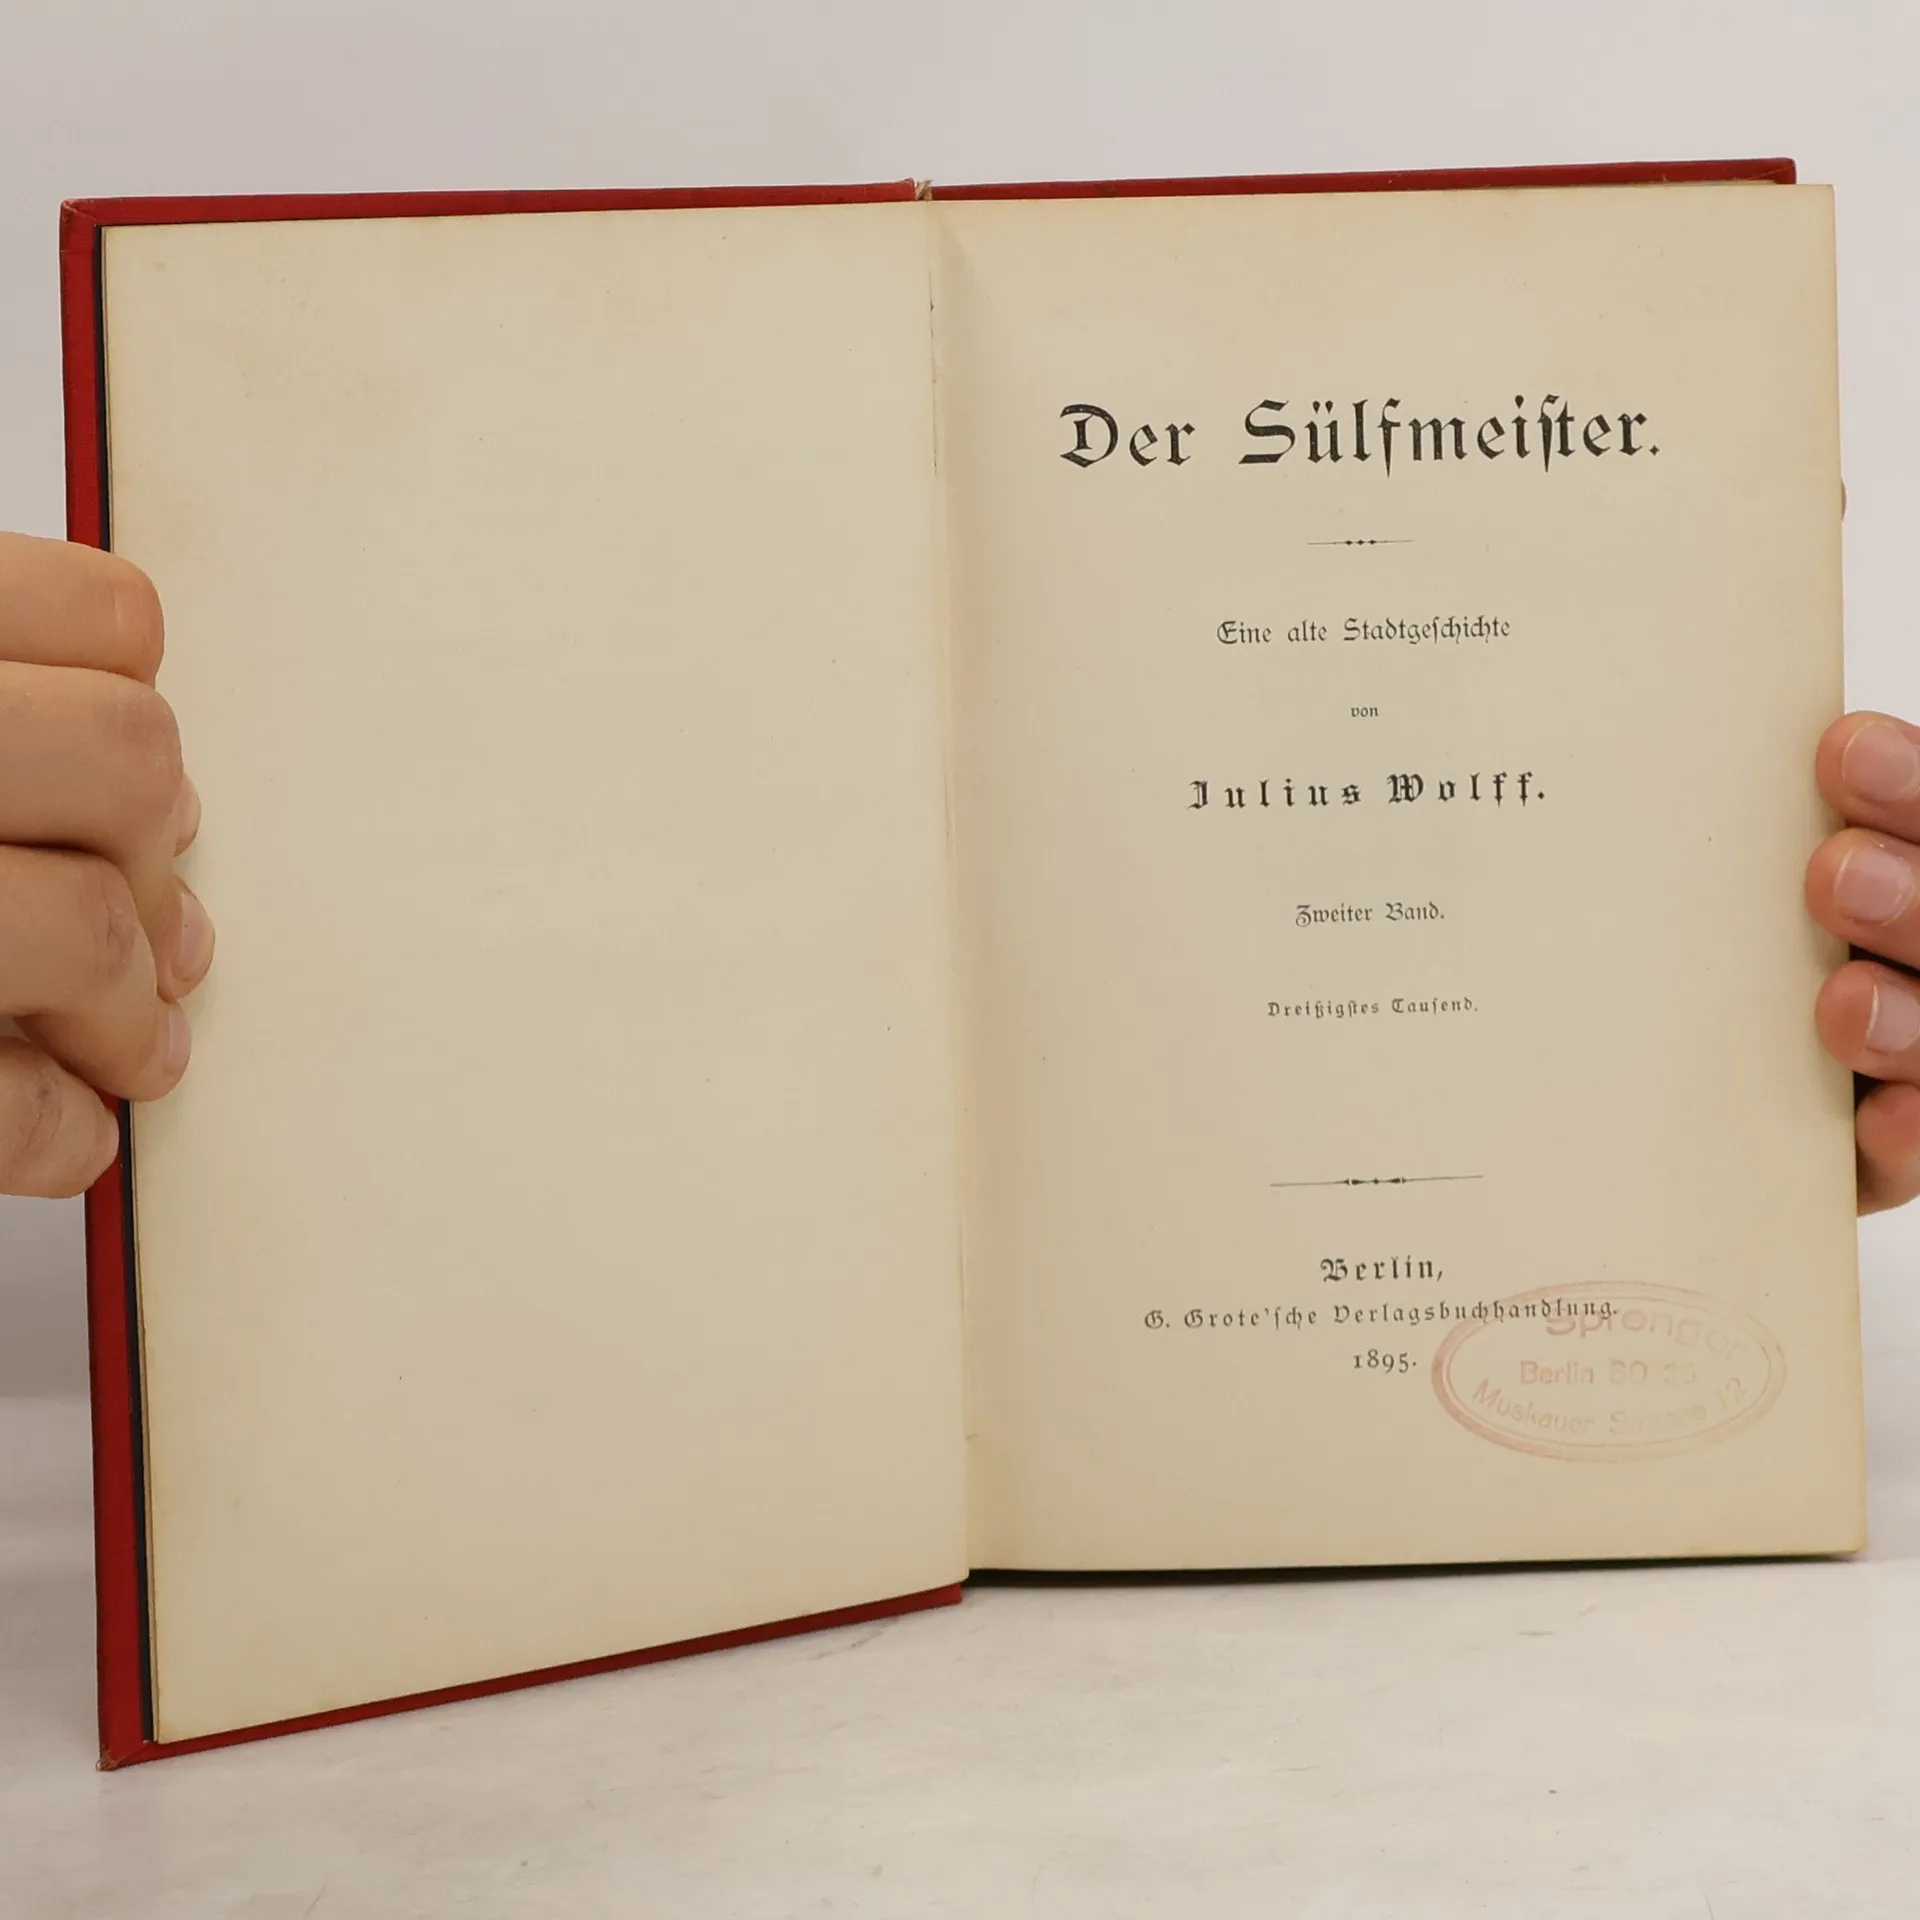 Der Sülfmeiſter.
Eine alte Stadtgeſchichte
von
Julius Wolff.
Zweiter Band.
Dreißigſtes Tauſend.
Berlin,
G. Grote'ſche Verlagsbuchhandlung.
1895.
Berlin
Muskauer 12